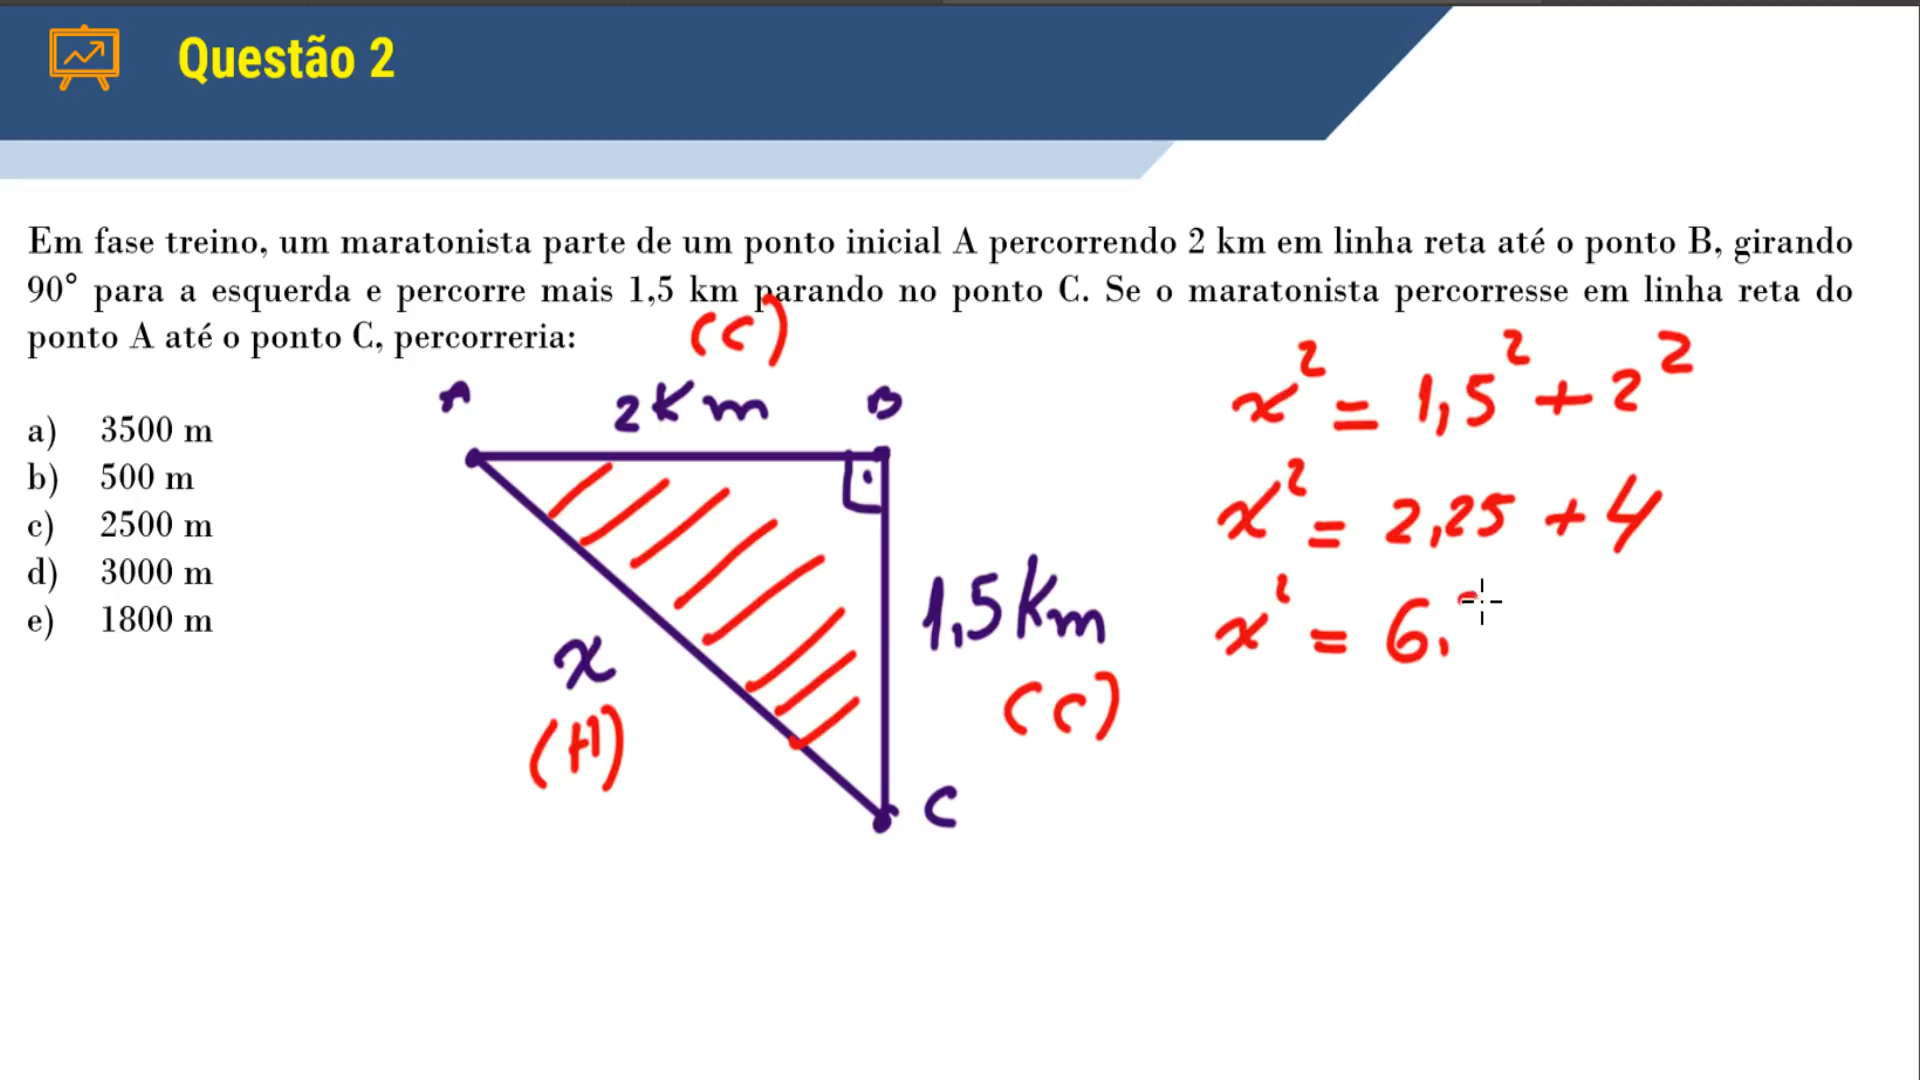 Questão 2
Em fase treino, um maratonista parte de um ponto inicial A percorrendo 2 km em linha reta até o ponto B, girando
90° para a esquerda e percorre mais 1,5 km parando no ponto C. Se o maratonista percorresse em linha reta do
ponto A até o ponto C, percorreria:
a) 3500 m
b) 500 m
c) 2500 m
d) 3000 m
e) 1800 m
(C)
A 2Km B
1,5Km
(C)
x
(H)
C
x² = 1,5² + 2²
x² = 2,25 + 4
x² = 6,